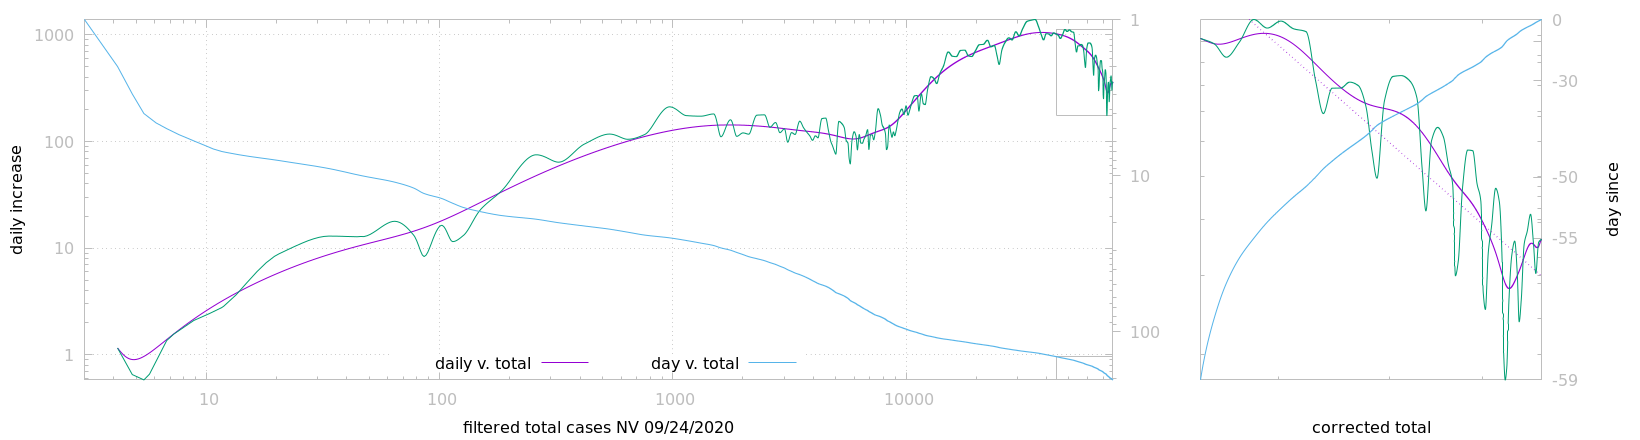 1000
100
10
1
daily increase
10
100
1000
10000
filtered total cases NV 09/24/2020
daily v. total
day v. total
1
10
100
0
-30
-50
-55
-59
day since
corrected total